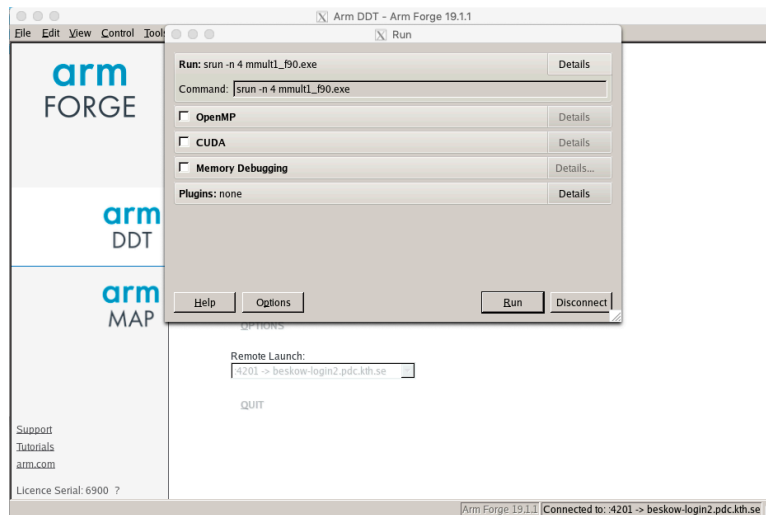 Arm DDT - Arm Forge 19.1.1
File Edit View Control Tools
Run
arm
FORGE
Run: srun -n 4 mmult1_f90.exe Details
Command: srun -n 4 mmult1_f90.exe
OpenMP Details
CUDA Details
Memory Debugging Details...
Plugins: none Details
arm
DDT
arm
MAP
Help Options Run Disconnect
OPTIONS
Remote Launch:
:4201 -> beskow-login2.pdc.kth.se
QUIT
Support
Tutorials
arm.com
Licence Serial: 6900 ?
Arm Forge 19.1.1 Connected to: :4201 -> beskow-login2.pdc.kth.se